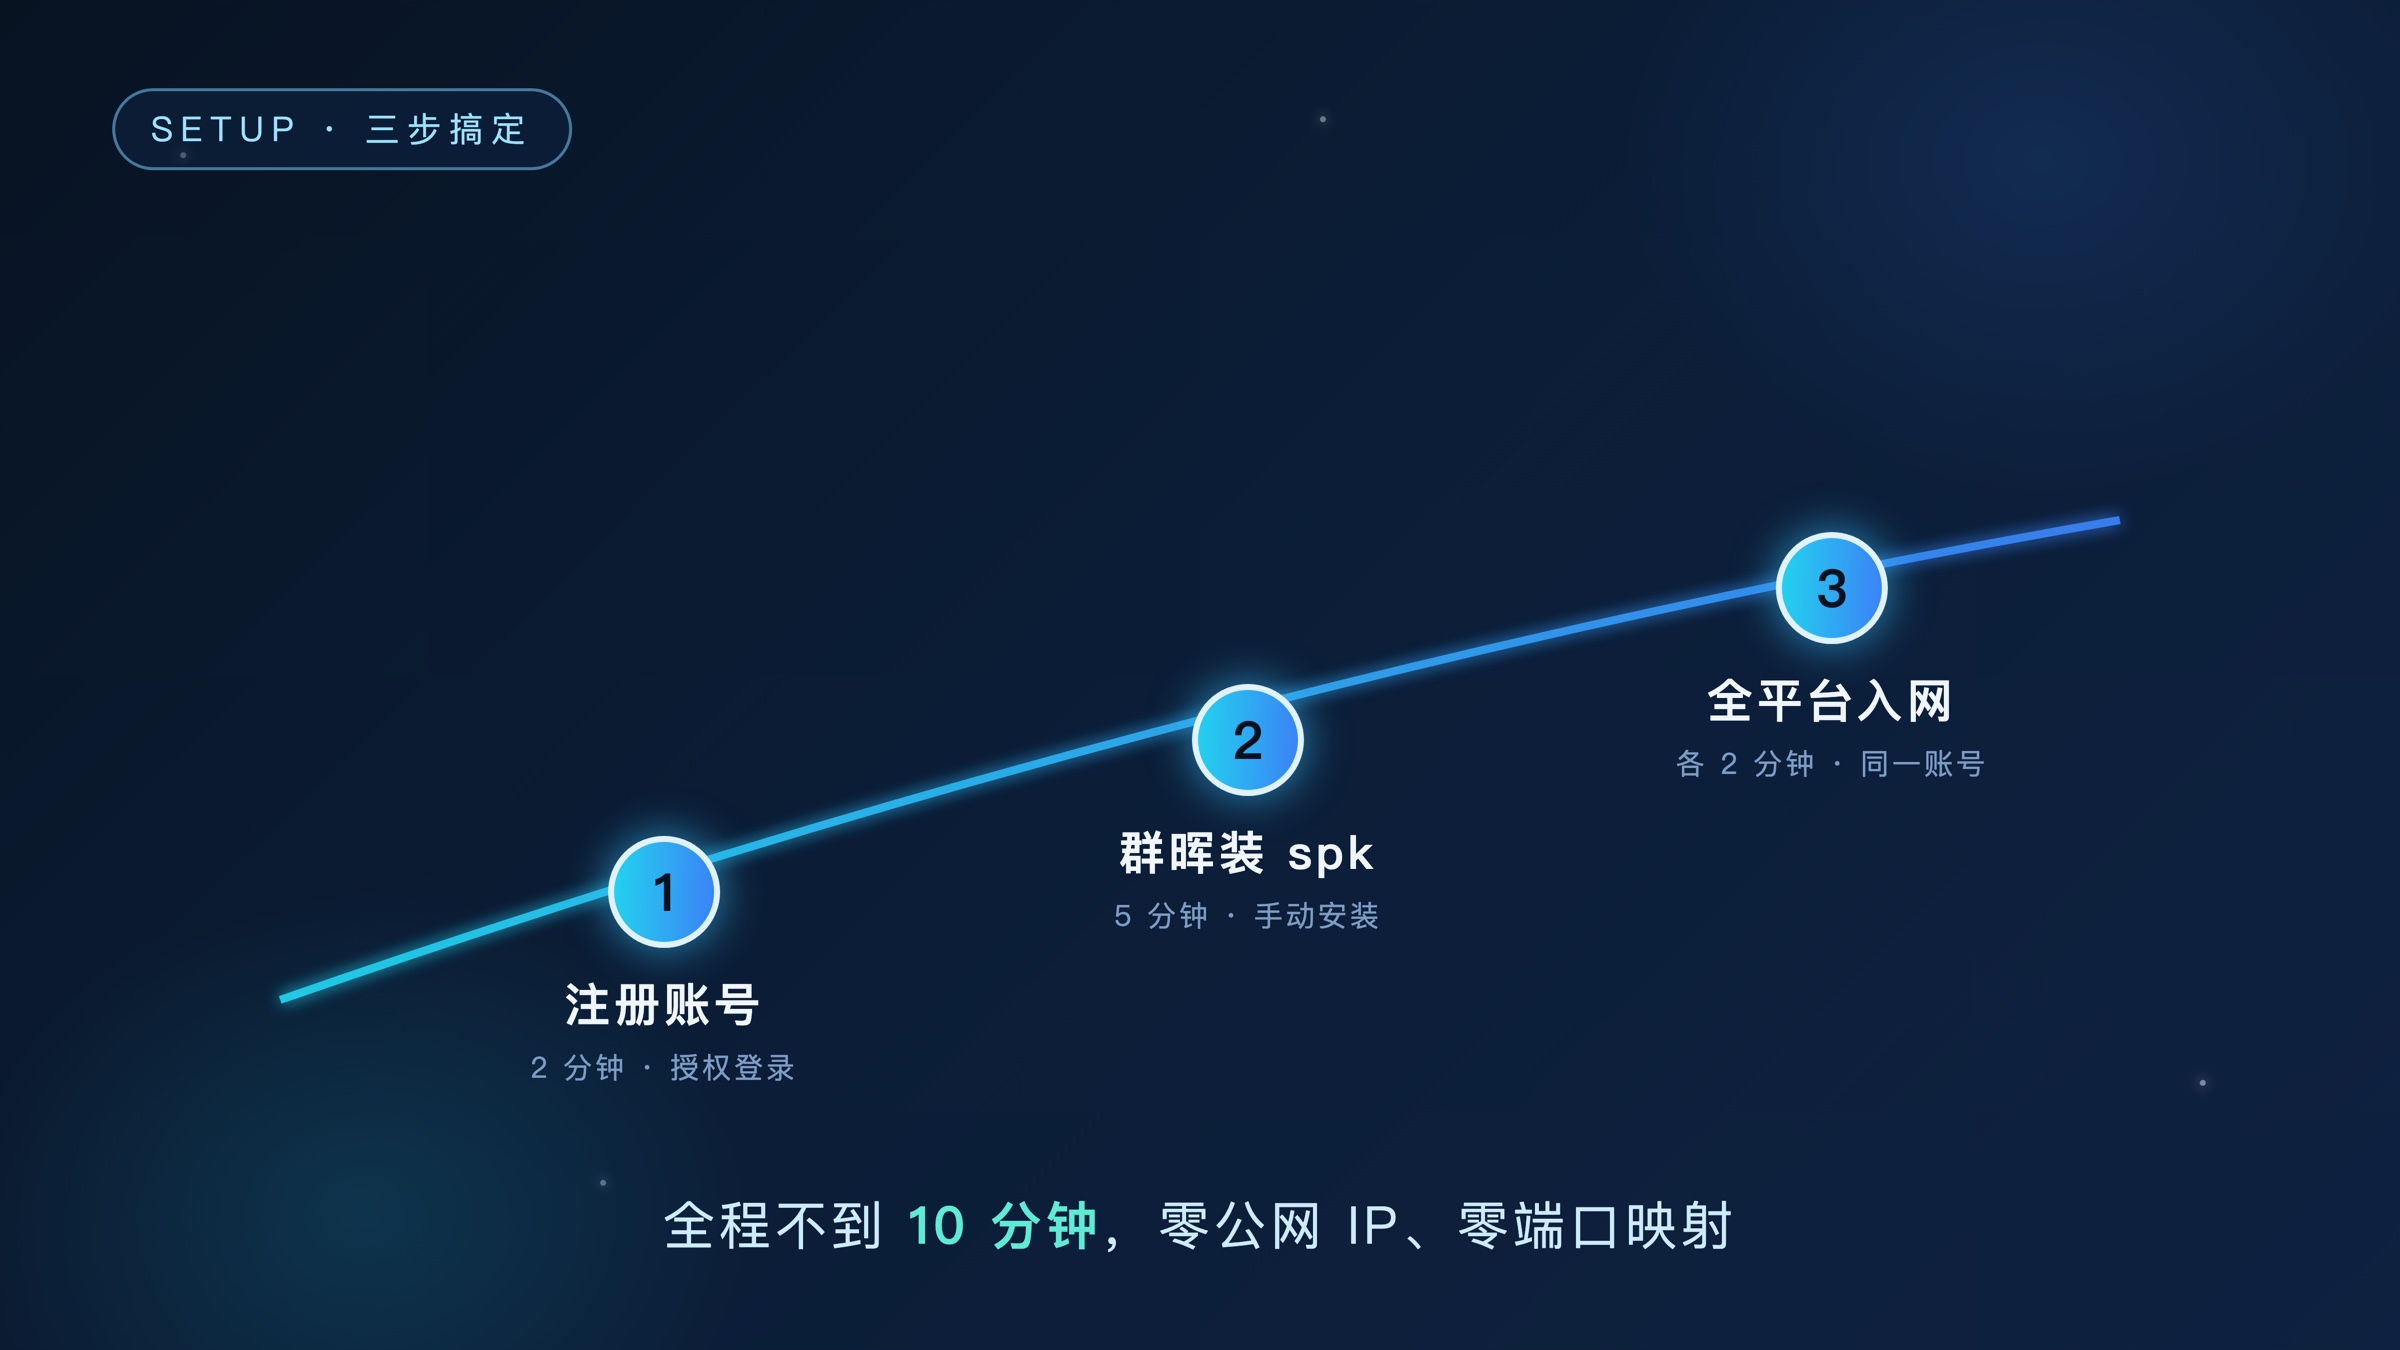 SETUP · 三步搞定
1
注册账号
2 分钟 · 授权登录
2
群晖装 spk
5 分钟 · 手动安装
3
全平台入网
各 2 分钟 · 同一账号
全程不到 10 分钟，零公网 IP、零端口映射